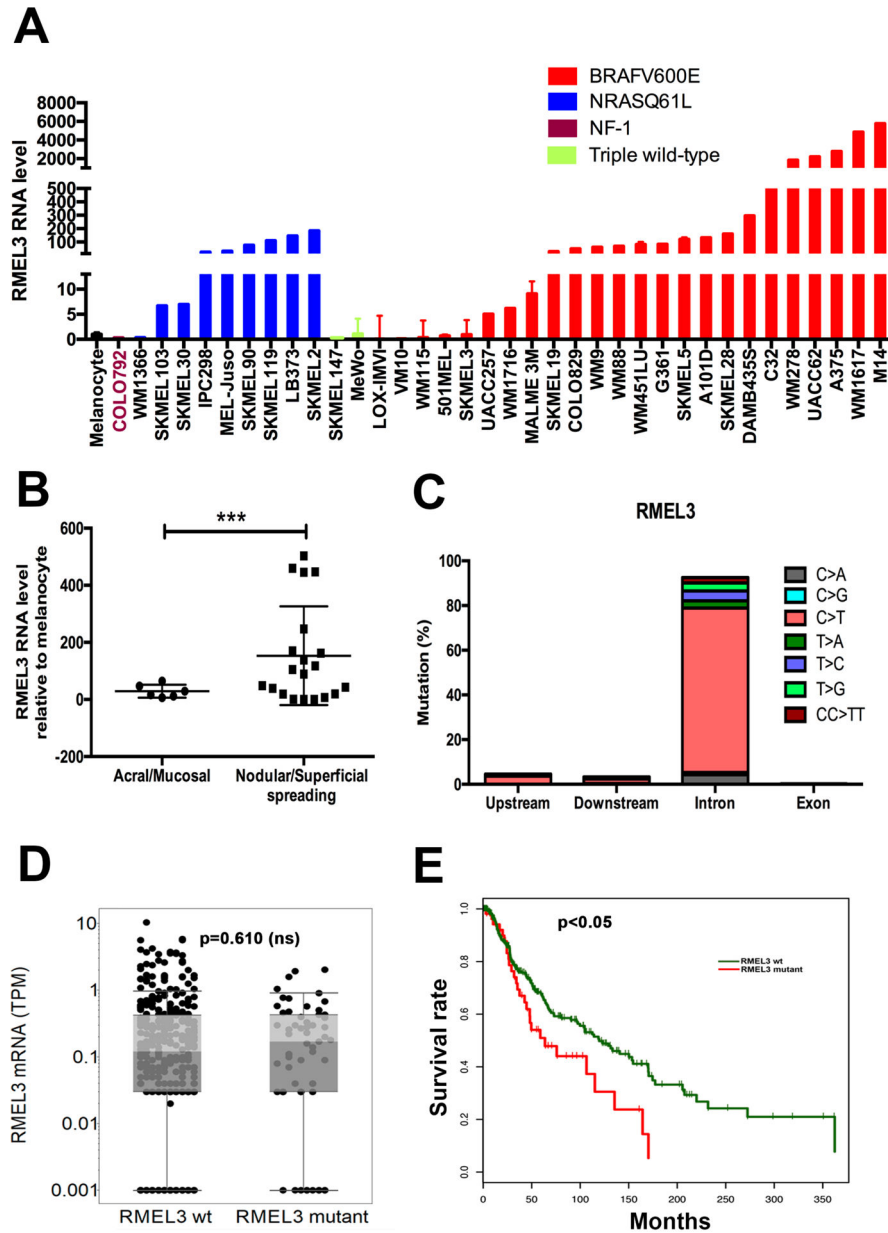 A
BRAFV600E
NRASQ61L
NF-1
Triple wild-type
RMEL3 RNA level
8000
6000
4000
2000
500
400
300
200
100
10
5
0
Melanocyte
COLO792
WM1366
SKMEL103
SKMEL30
IPC298
MEL-Juso
SKMEL90
SKMEL119
LB373
SKMEL2
SKMEL147
MeWo
LOX-IMVI
VM10
WM115
501MEL
SKMEL3
UACC257
WM1716
MALME 3M
SKMEL19
COLO829
WM9
WM88
WM451LU
G361
SKMEL5
A101D
SKMEL28
DAMB435S
C32
WM278
UACC62
A375
WM1617
M14
B
RMEL3 RNA level
relative to melanocyte
600
400
200
0
-200
***
Acral/Mucosal
Nodular/Superficial
spreading
C
RMEL3
Mutation (%)
100
80
60
40
20
0
Upstream
Downstream
Intron
Exon
C>A
C>G
C>T
T>A
T>C
T>G
CC>TT
D
RMEL3 mRNA (TPM)
10
1
0.1
0.01
0.001
p=0.610 (ns)
RMEL3 wt
RMEL3 mutant
E
Survival rate
1.0
0.8
0.6
0.4
0.2
0.0
p<0.05
RMEL3 wt
RMEL3 mutant
0
50
100
150
200
250
300
350
Months